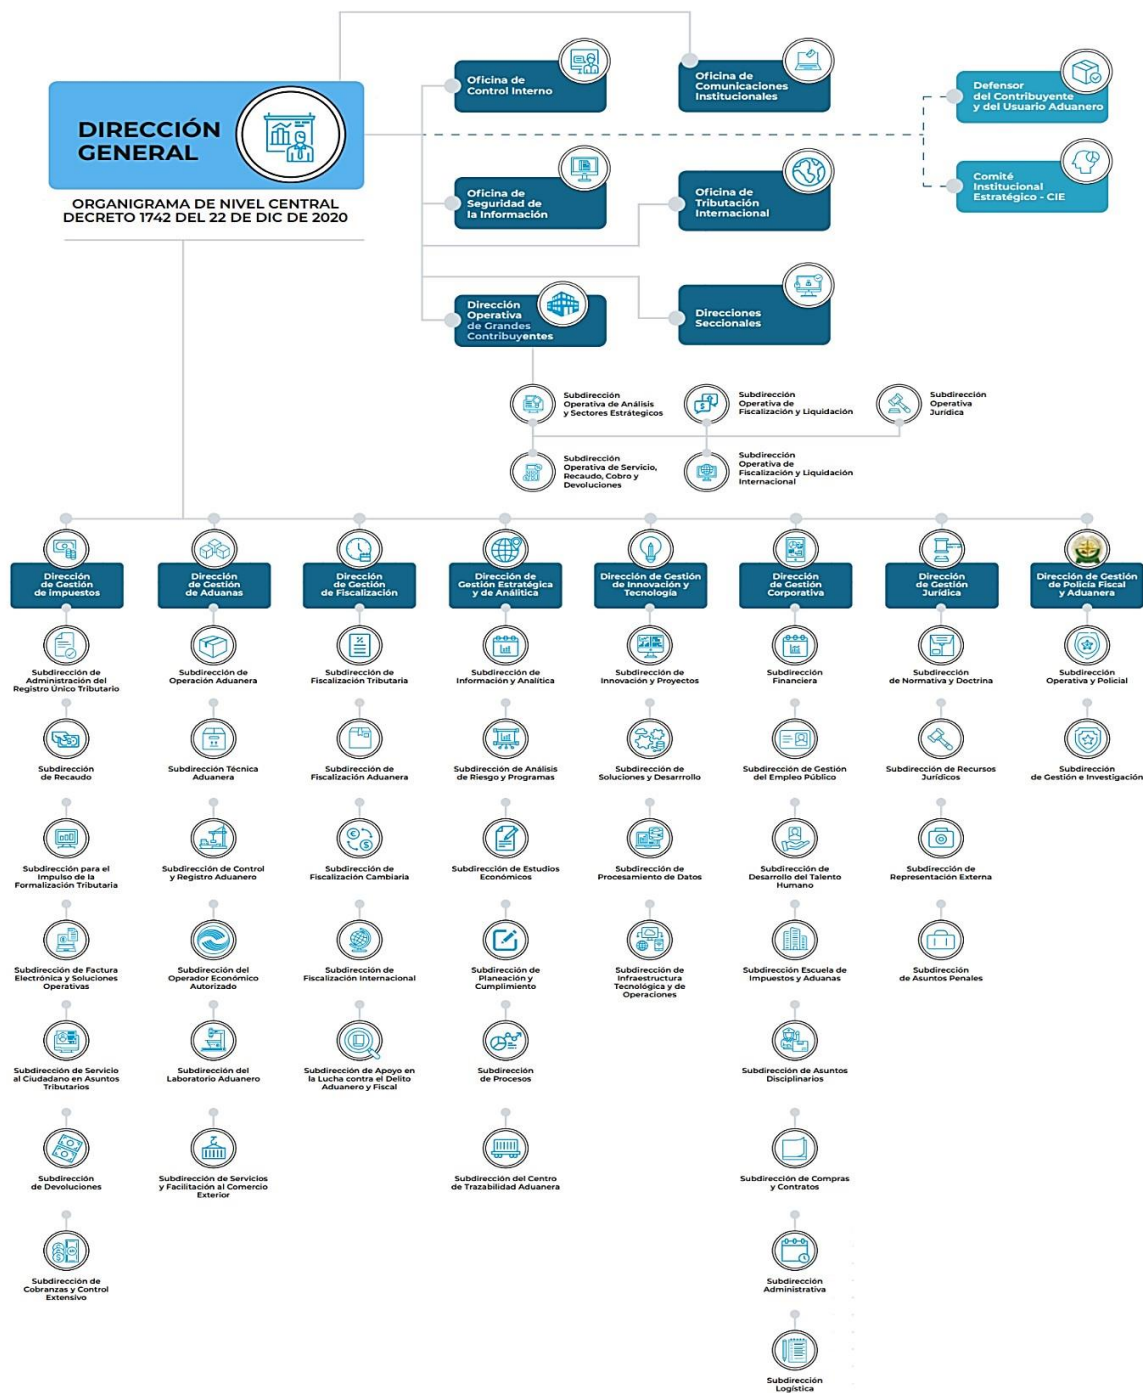 DIRECCIÓN
GENERAL
ORGANIGRAMA DE NIVEL CENTRAL
DECRETO 1742 DEL 22 DE DIC DE 2020
Oficina de
Control Interno
Oficina de
Comunicaciones
Institucionales
Defensor
del Contribuyente
y del Usuario Aduanero
Oficina de
Seguridad de
la Información
Oficina de
Tributación
Internacional
Comité
Institucional
Estratégico - CIE
Dirección
Operativa
de Grandes
Contribuyentes
Direcciones
Seccionales
Subdirección
Operativa de Análisis
y Sectores Estrátegicos
Subdirección
Operativa de
Fiscalización y Liquidación
Subdirección
Operativa
Jurídica
Subdirección
Operativa de Servicio,
Recaudo, Cobro y
Devoluciones
Subdirección
Operativa de
Fiscalización y Liquidación
Internacional
Dirección
de Gestión
de impuestos
Subdirección de
Administración del
Registro Único Tributario
Subdirección
de Recaudo
Subdirección para el
Impulso de la
Formalización Tributaria
Subdirección de Factura
Electrónica y Soluciones
Operativas
Subdirección de Servicio
al Ciudadano en Asuntos
Tributarios
Subdirección
de Devoluciones
Subdirección de
Cobranzas y Control
Extensivo
Dirección
de Gestión
de Aduanas
Subdirección de
Operación Aduanera
Subdirección Técnica
Aduanera
Subdirección de Control
y Registro Aduanero
Subdirección del
Operador Económico
Autorizado
Subdirección del
Laboratorio Aduanero
Subdirección de Servicios
y Facilitación al Comercio
Exterior
Dirección
de Gestión
de Fiscalización
Subdirección de
Fiscalización Tributaria
Subdirección de
Fiscalización Aduanera
Subdirección de
Fiscalización Cambiaria
Subdirección de
Fiscalización Internacional
Subdirección de Apoyo en
la Lucha contra el Delito
Aduanero y Fiscal
Dirección de
Gestión Estratégica
y de Análitica
Subdirección de
Información y Analítica
Subdirección de Análisis
de Riesgo y Programas
Subdirección de Estudios
Económicos
Subdirección de
Planeación y
Cumplimiento
Subdirección
de Procesos
Subdirección del Centro
de Trazabilidad Aduanera
Dirección de Gestión
de Innovación y
Tecnología
Subdirección de
Innovación y Proyectos
Subdirección de
Soluciones y Desarrrollo
Subdirección de
Procesamiento de Datos
Subdirección de
Infraestructura
Tecnológica y de
Operaciones
Dirección
de Gestión
Corporativa
Subdirección
Financiera
Subdirección de Gestión
del Empleo Público
Subdirección de
Desarrollo del Talento
Humano
Subdirección Escuela de
Impuestos y Aduanas
Subdirección de Asuntos
Disciplinarios
Subdirección de Compras
y Contratos
Subdirección
Administrativa
Subdirección
Logística
Dirección
de Gestión
Jurídica
Subdirección
de Normativa y Doctrina
Subdirección de Recursos
Jurídicos
Subdirección de
Representación Externa
Subdirección
de Asuntos Penales
Dirección de Gestión
de Policía Fiscal
y Aduanera
Subdirección
Operativa y Policial
Subdirección
de Gestión e Investigación